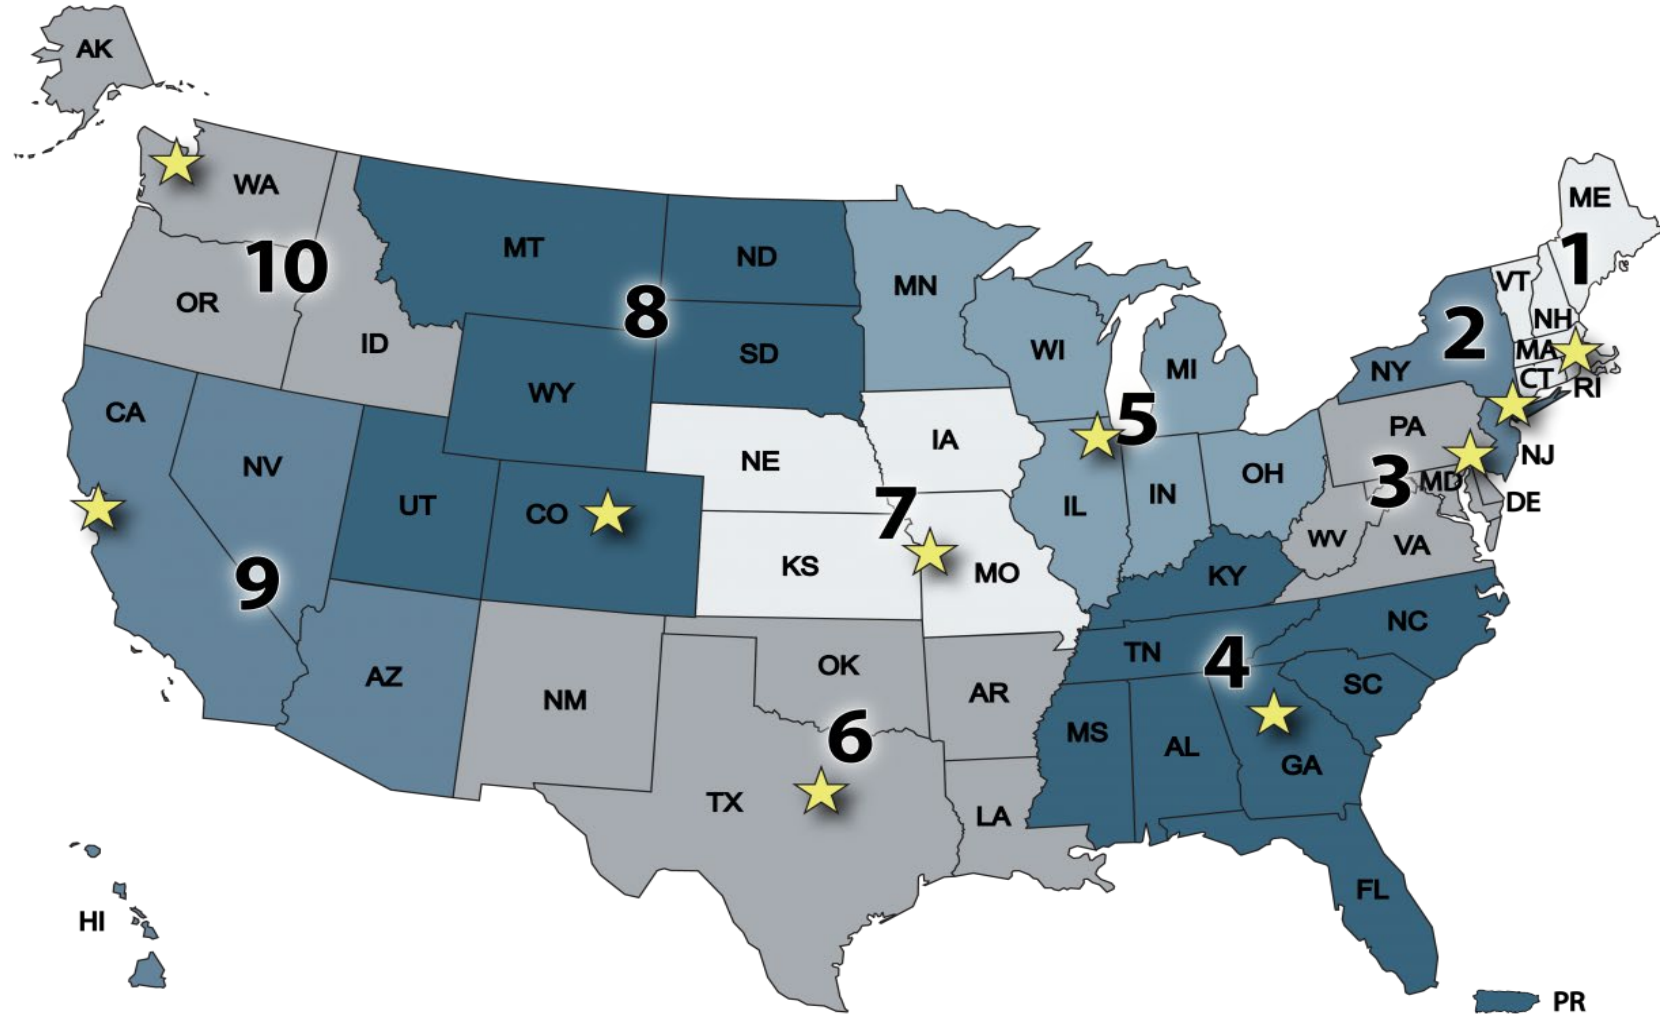 AK
WA
10
OR
ID
MT
ND
8
SD
WY
MN
WI
MI
5
ME
1
VT
NH
2
NY
MA
CT
RI
CA
NV
UT
CO
NE
IA
7
KS
MO
IL
IN
OH
PA
NJ
3
MD
DE
WV
VA
KY
9
AZ
NM
OK
AR
6
TX
LA
TN
4
NC
SC
MS
AL
GA
FL
HI
PR